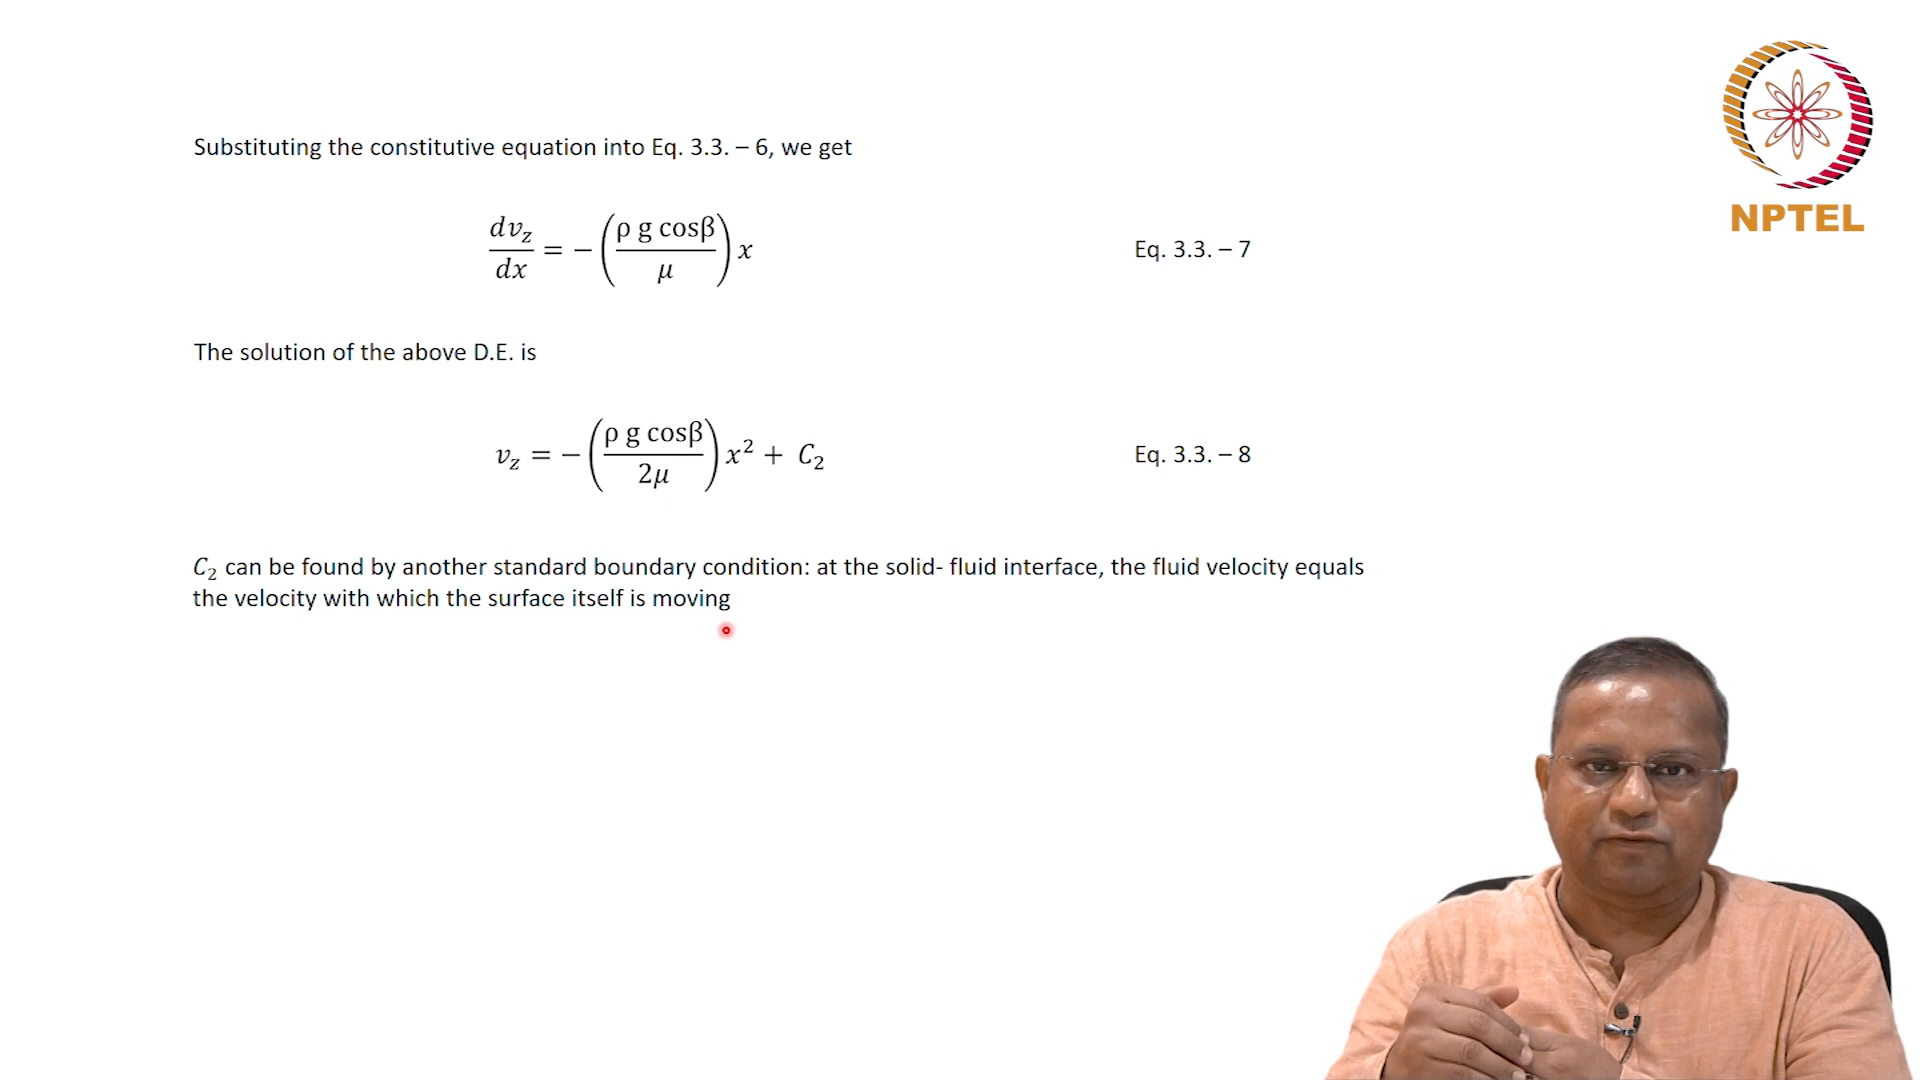 Substituting the constitutive equation into Eq. 3.3. – 6, we get
dv_z/dx = − (ρ g cosβ / μ) x    Eq. 3.3. – 7
The solution of the above D.E. is
v_z = − (ρ g cosβ / 2μ) x² + C₂    Eq. 3.3. – 8
C₂ can be found by another standard boundary condition: at the solid- fluid interface, the fluid velocity equals
the velocity with which the surface itself is moving
NPTEL